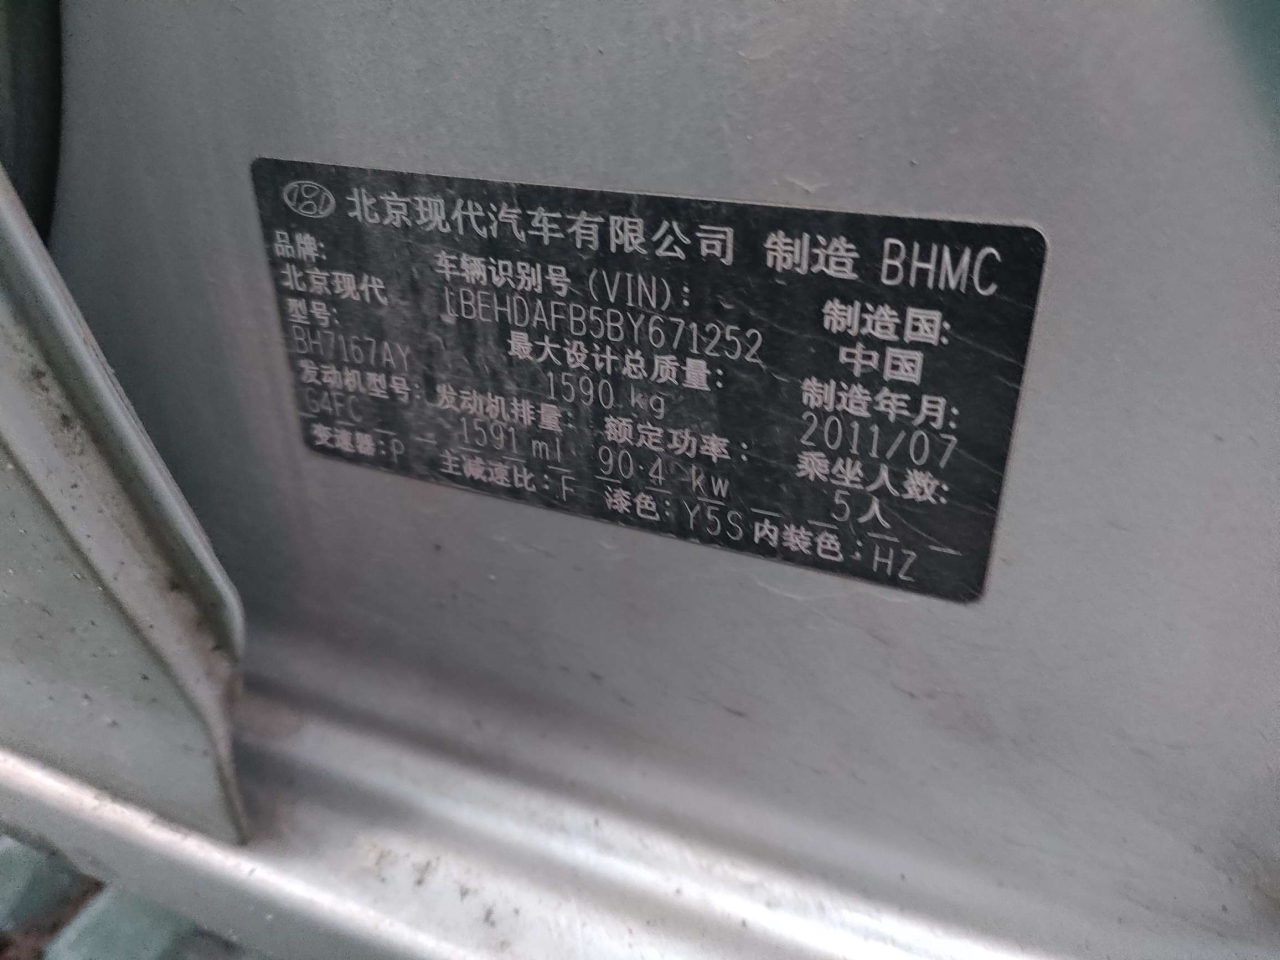 181 北京现代汽车有限公司 制造 BHMC
品牌: 车辆识别号 (VIN): 制造国:
北京现代 LBEHDAFB5BY671252 中国
型号: 最大设计总质量: 制造年月:
BH7167AY 1590 kg 2011/07
发动机型号: 发动机排量: 额定功率: 乘坐人数:
G4FC 1591 ml 90.4 kw 5人
变速器:P 主减速比:F 漆色:Y5S 内装色:HZ